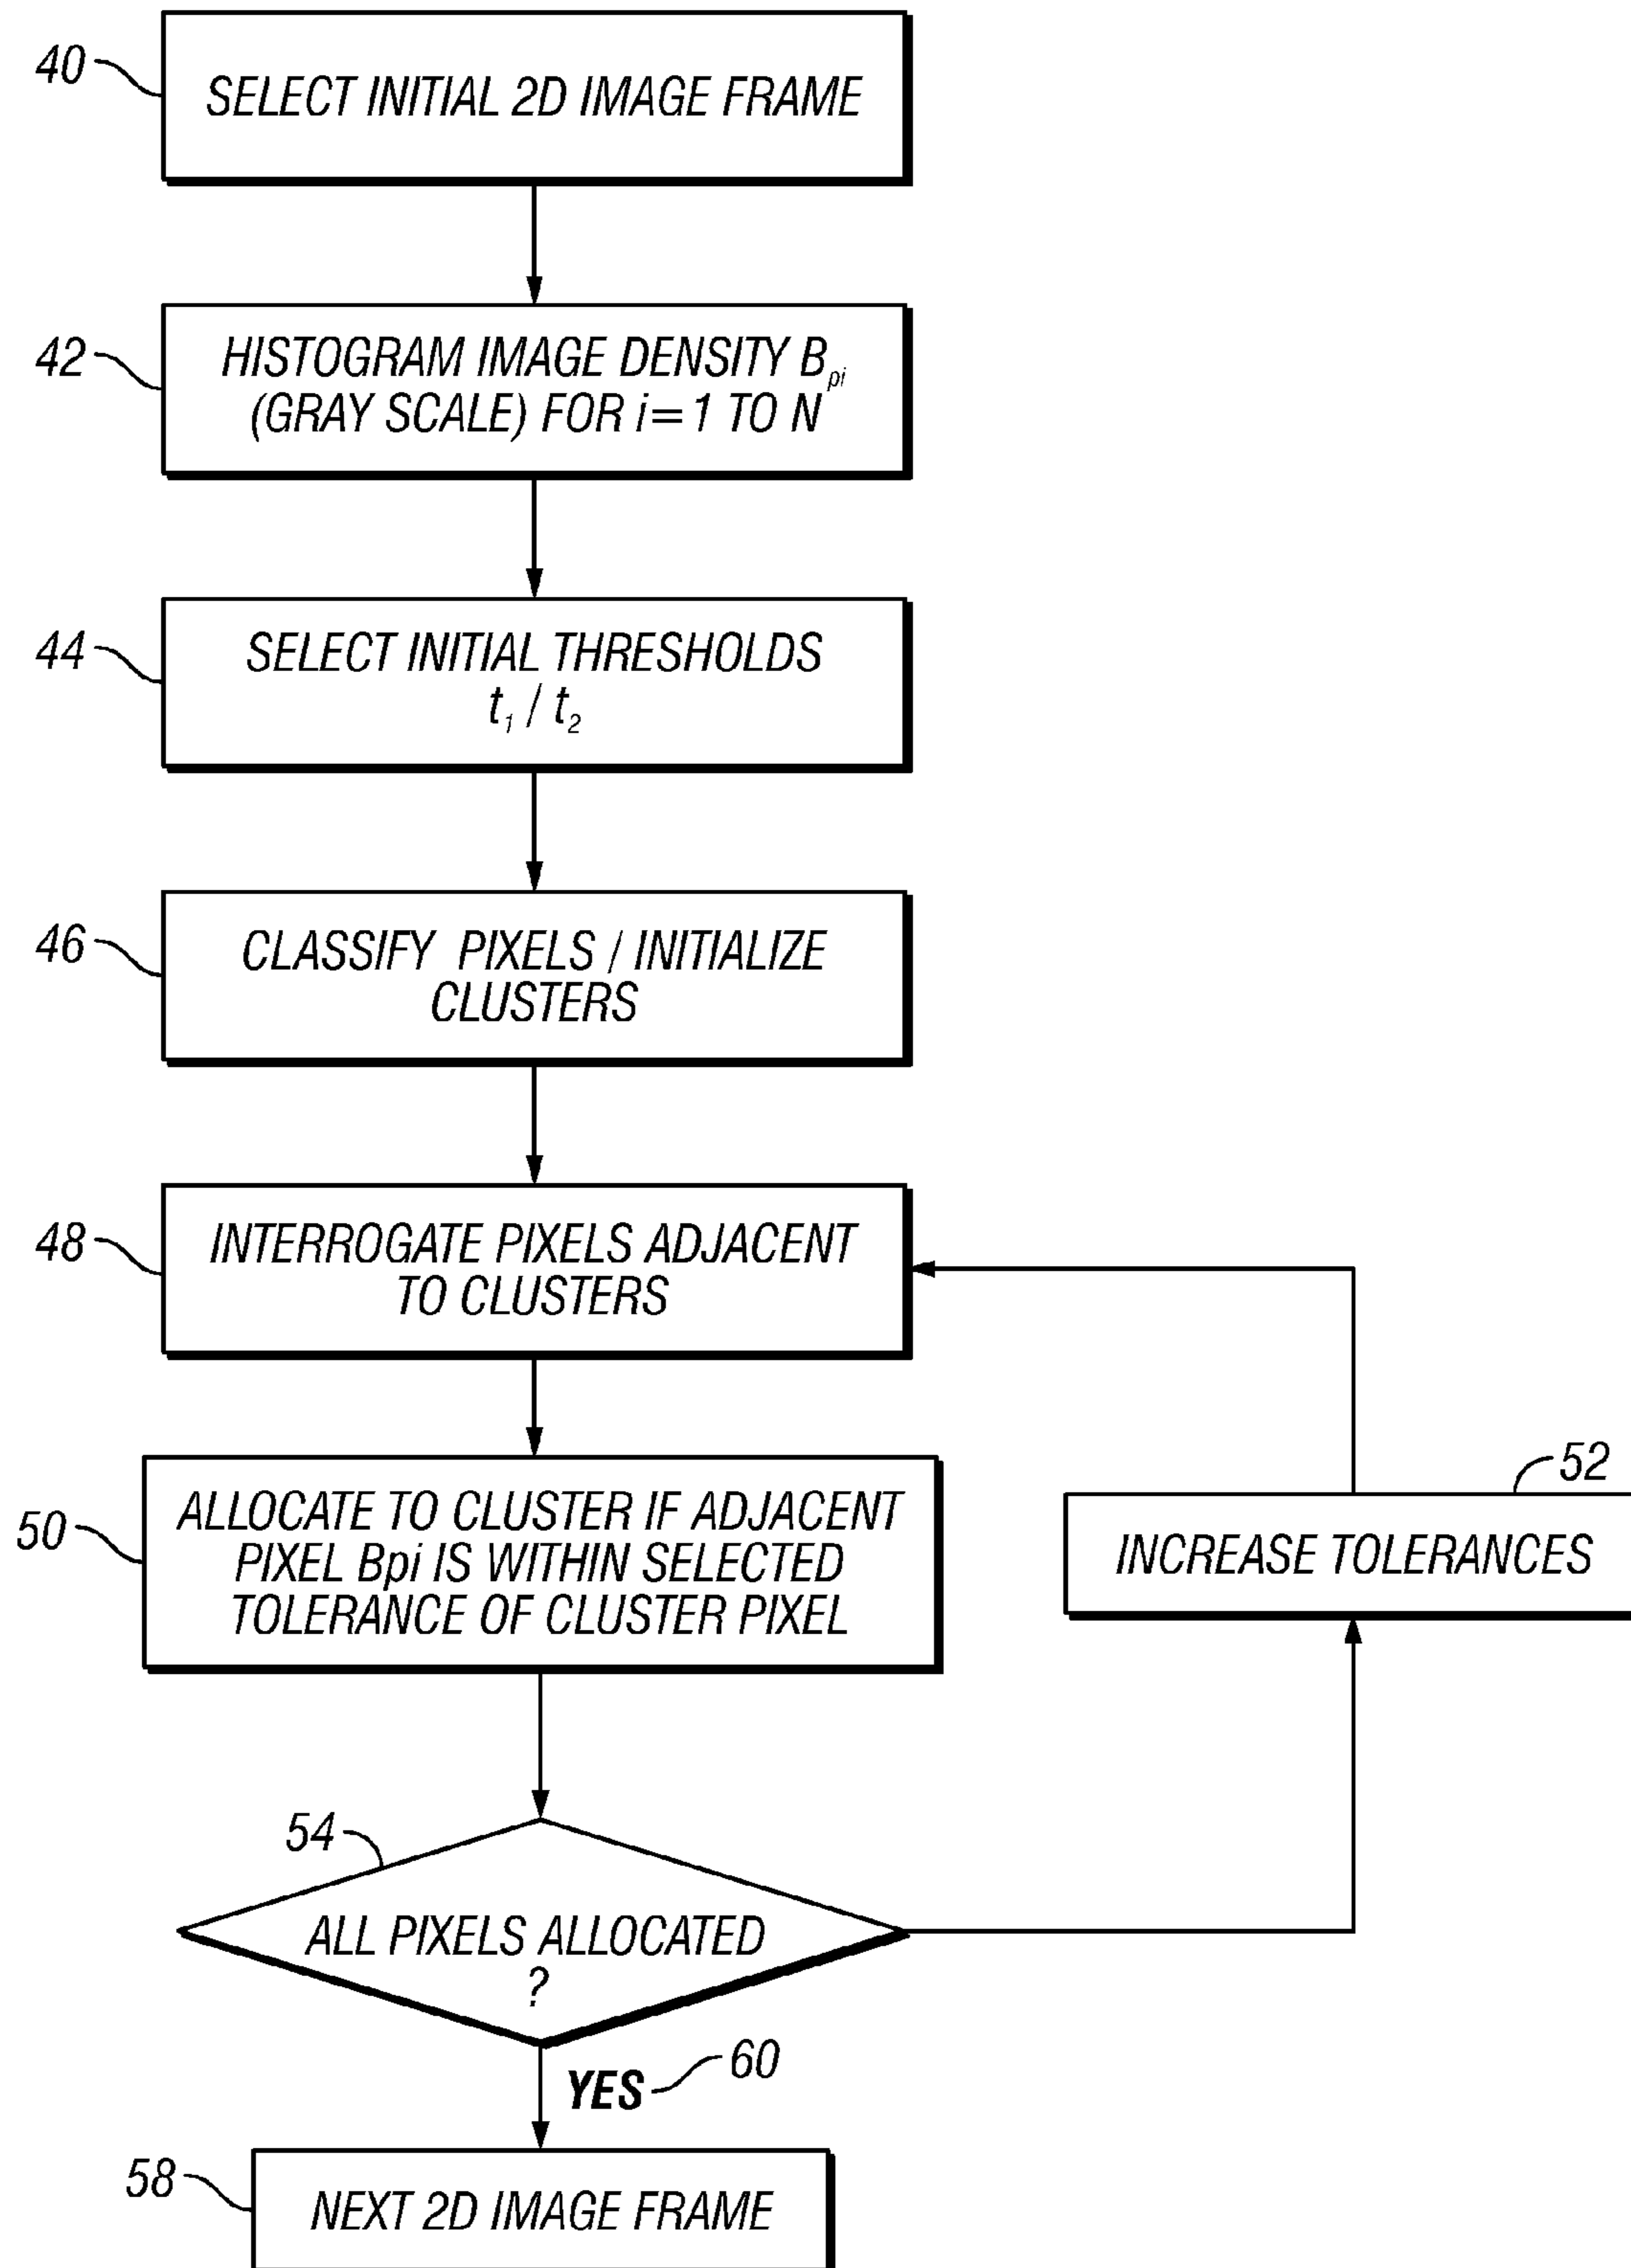 40
SELECT INITIAL 2D IMAGE FRAME
42
HISTOGRAM IMAGE DENSITY B_pi
(GRAY SCALE) FOR i=1 TO N
44
SELECT INITIAL THRESHOLDS
t_1 / t_2
46
CLASSIFY PIXELS / INITIALIZE
CLUSTERS
48
INTERROGATE PIXELS ADJACENT
TO CLUSTERS
50
ALLOCATE TO CLUSTER IF ADJACENT
PIXEL Bpi IS WITHIN SELECTED
TOLERANCE OF CLUSTER PIXEL
52
INCREASE TOLERANCES
54
ALL PIXELS ALLOCATED
?
YES
60
58
NEXT 2D IMAGE FRAME